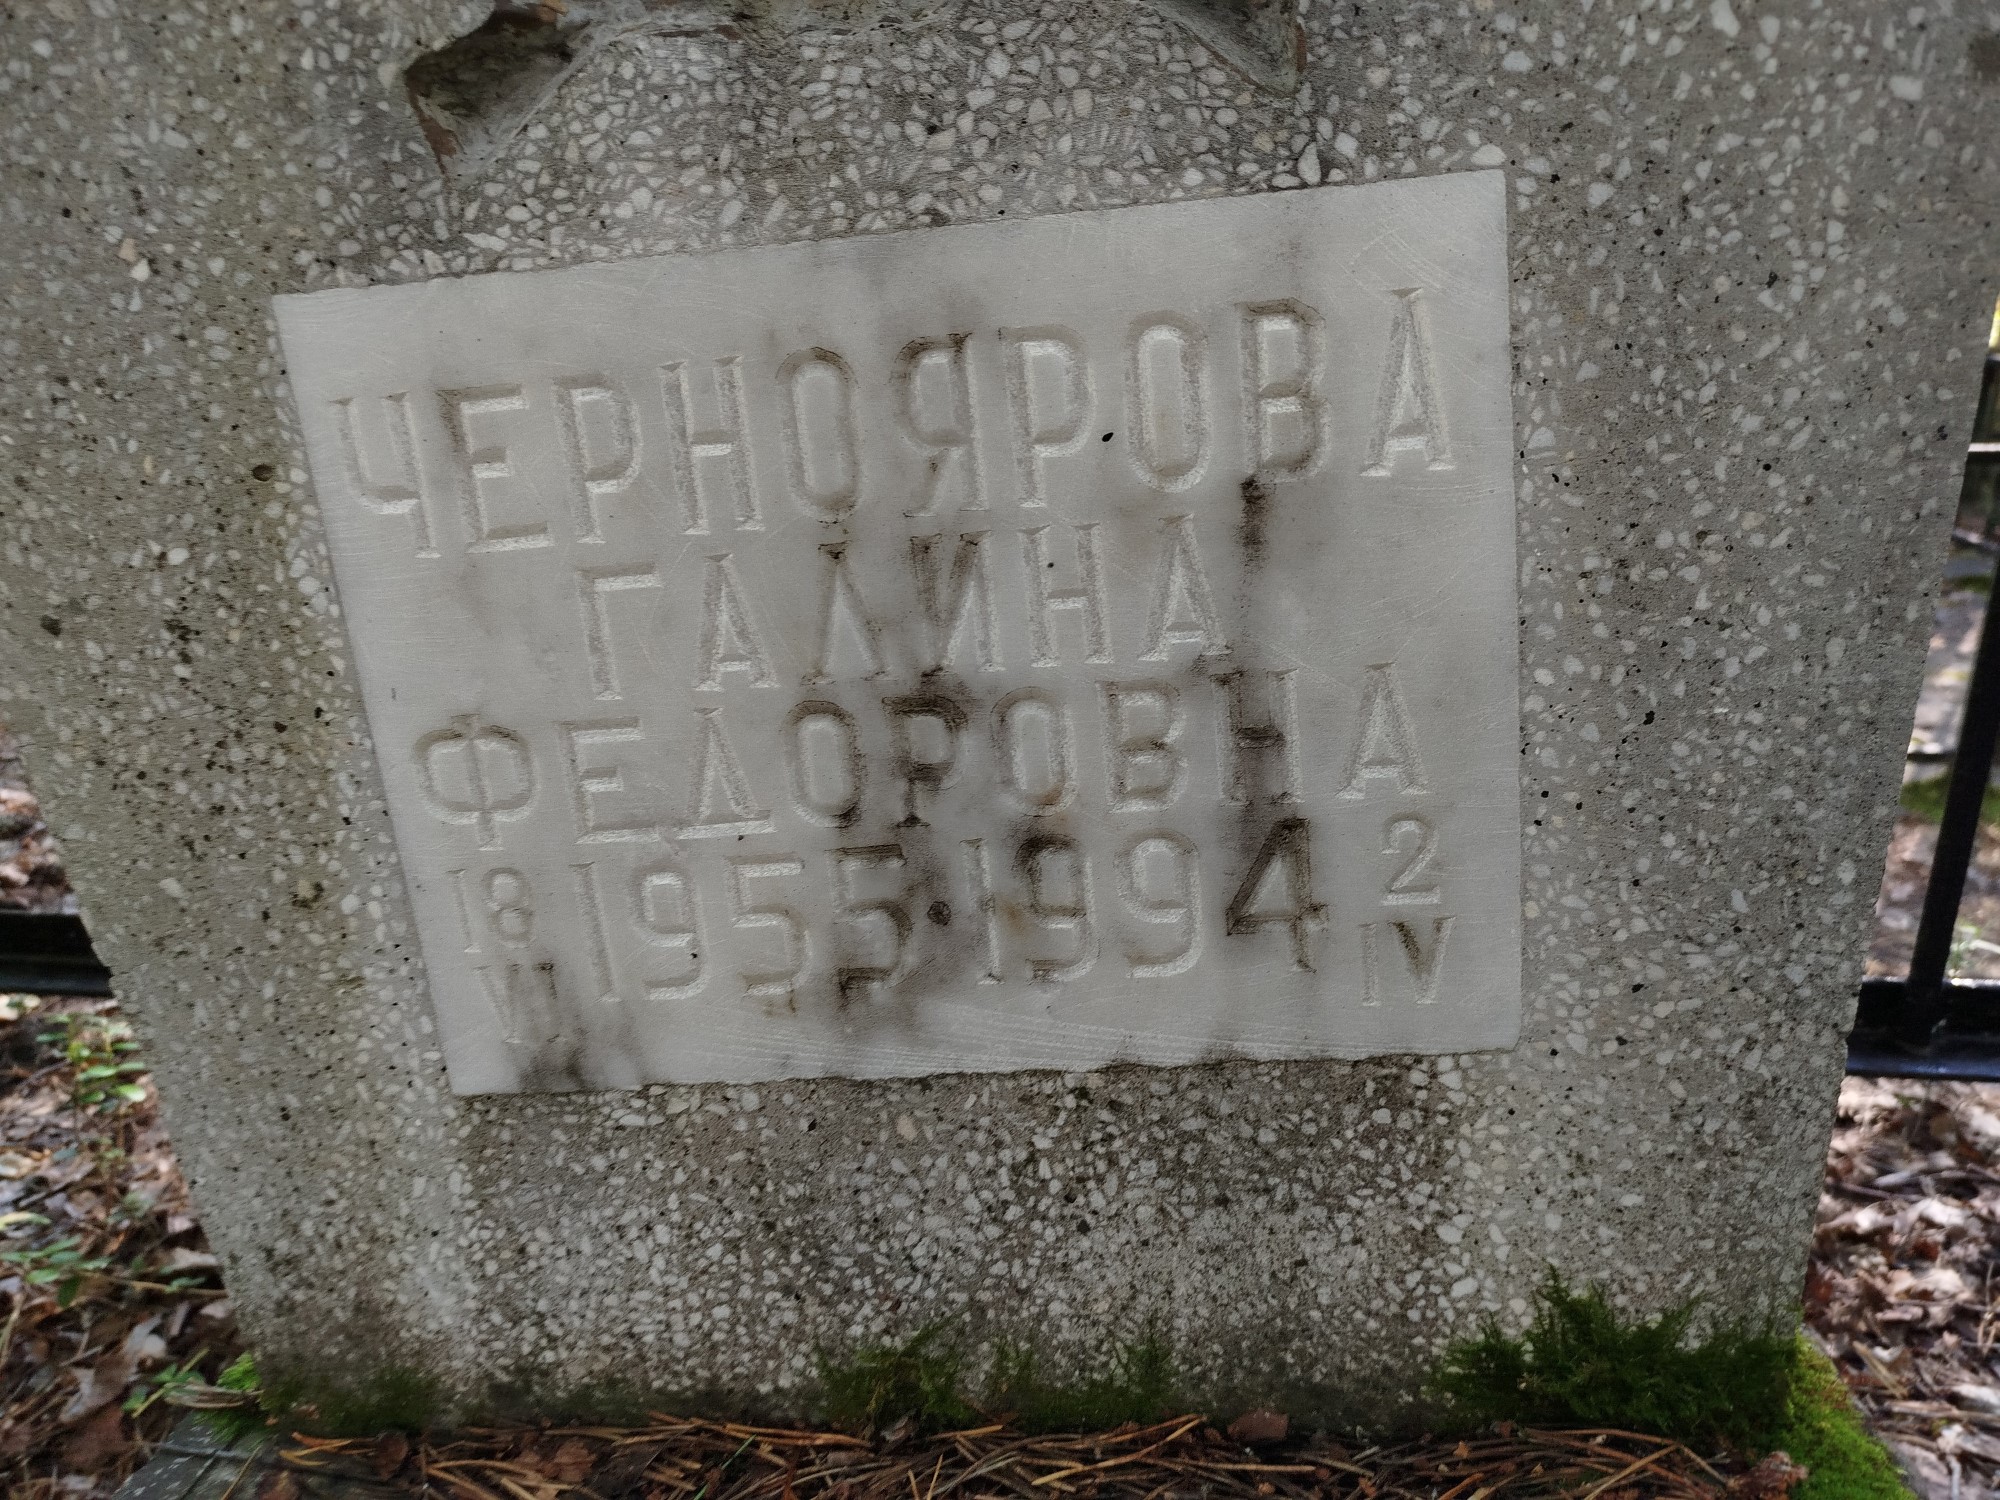 ЧЕРНОЯРОВА
ГАЛИНА
ФЕДОРОВНА
18 1955·1994 2
VI IV